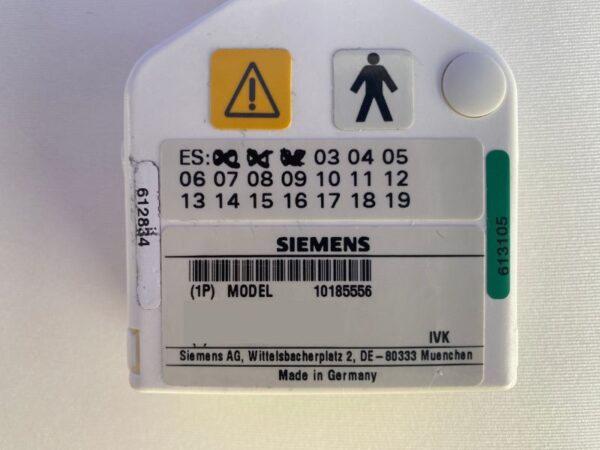 ES: 03 04 05
06 07 08 09 10 11 12
13 14 15 16 17 18 19
612834
613105
SIEMENS
(1P) MODEL 10185556
IVK
Siemens AG, Wittelsbacherplatz 2, DE-80333 Muenchen
Made in Germany